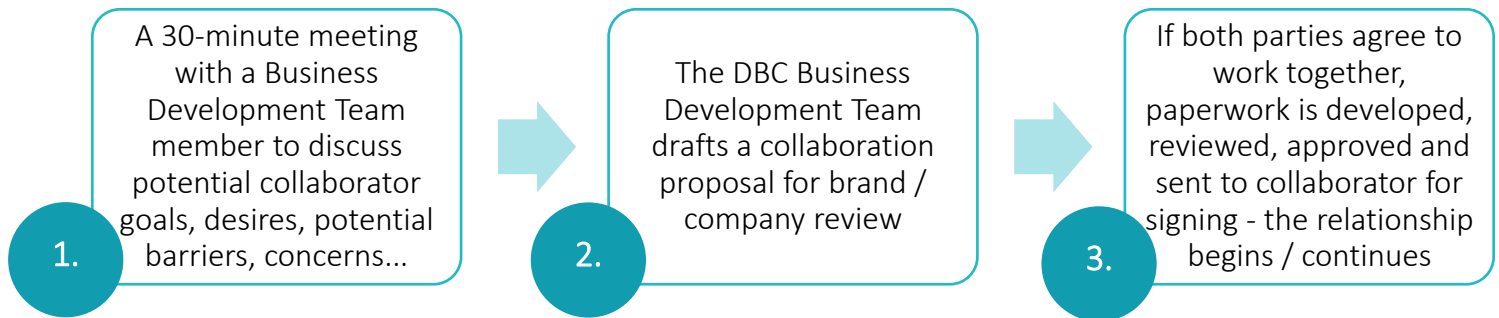 A 30-minute meeting
with a Business
Development Team
member to discuss
potential collaborator
goals, desires, potential
barriers, concerns...
1.
The DBC Business
Development Team
drafts a collaboration
proposal for brand /
company review
2.
If both parties agree to
work together,
paperwork is developed,
reviewed, approved and
sent to collaborator for
signing - the relationship
begins / continues
3.